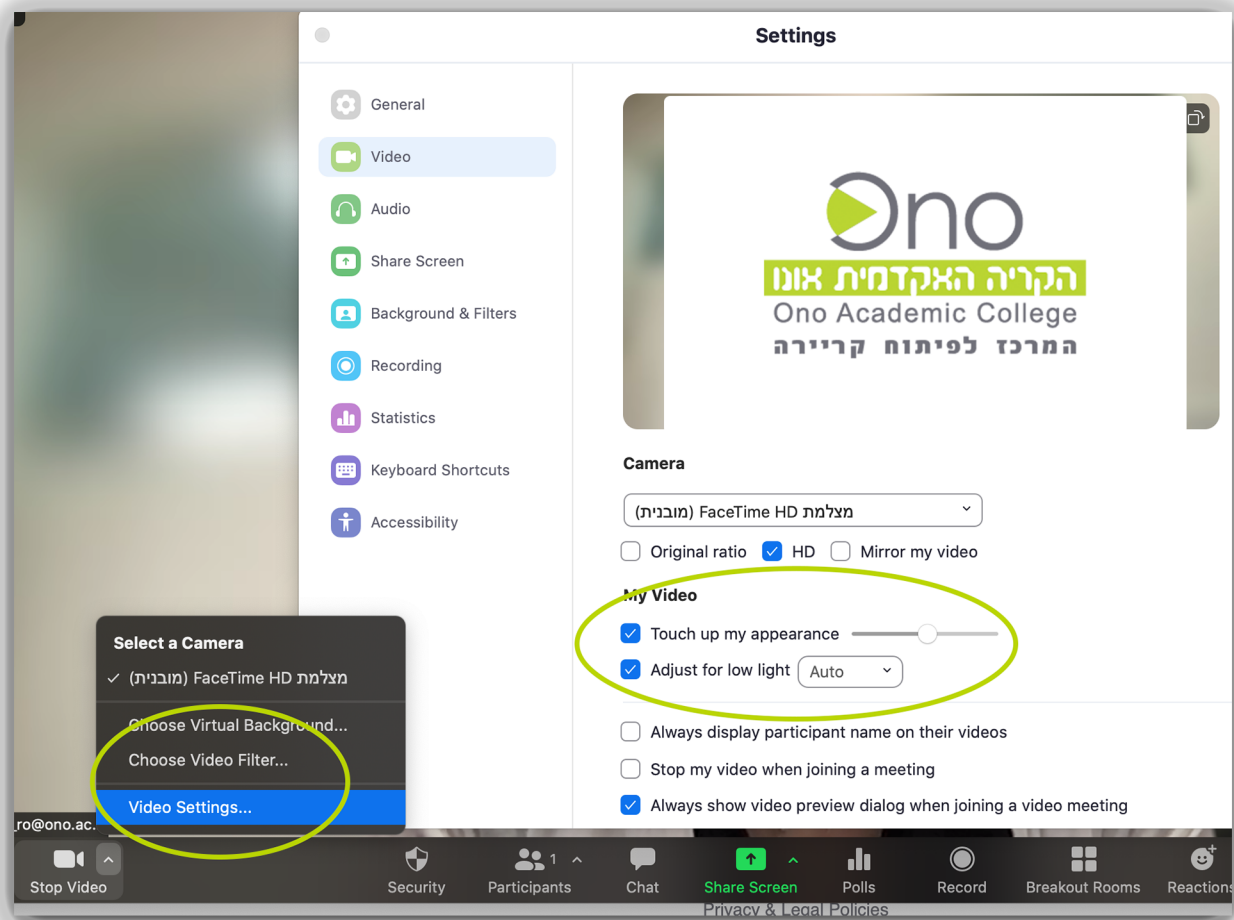 Settings
General
Video
Audio
Share Screen
Background & Filters
Recording
Statistics
Keyboard Shortcuts
Accessibility
Ono
הקריה האקדמית אונו
Ono Academic College
המרכז לפיתוח קריירה
Camera
מצלמת FaceTime HD (מובנית)
Original ratio HD Mirror my video
My Video
Touch up my appearance
Adjust for low light Auto
Always display participant name on their videos
Stop my video when joining a meeting
Always show video preview dialog when joining a video meeting
Select a Camera
✓ מצלמת FaceTime HD (מובנית)
Choose Virtual Background...
Choose Video Filter...
Video Settings...
_ro@ono.ac.
Stop Video
Security
Participants 1
Chat
Share Screen
Polls
Record
Breakout Rooms
Reactions
Privacy & Legal Policies